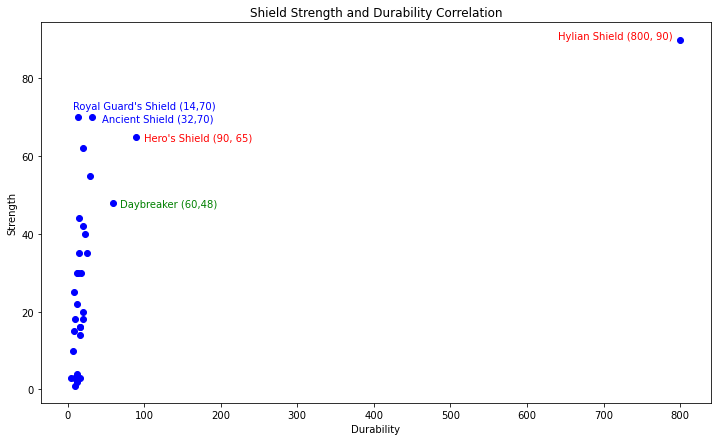 Shield Strength and Durability Correlation
Hylian Shield (800, 90)
80
Royal Guard's Shield (14,70)
Ancient Shield (32,70)
Hero's Shield (90, 65)
60
Daybreaker (60,48)
Strength
40
20
0
0 100 200 300 400 500 600 700 800
Durability